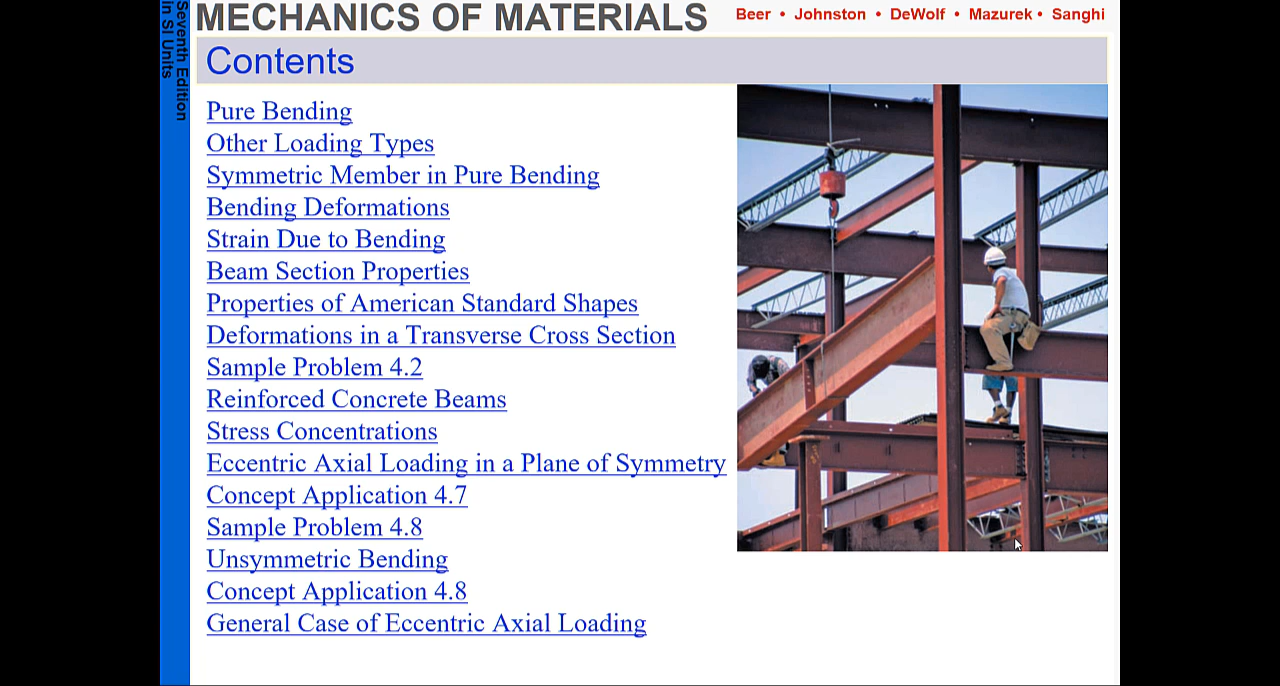 MECHANICS OF MATERIALS
Beer • Johnston • DeWolf • Mazurek • Sanghi
Seventh Edition
in SI Units
Contents
Pure Bending
Other Loading Types
Symmetric Member in Pure Bending
Bending Deformations
Strain Due to Bending
Beam Section Properties
Properties of American Standard Shapes
Deformations in a Transverse Cross Section
Sample Problem 4.2
Reinforced Concrete Beams
Stress Concentrations
Eccentric Axial Loading in a Plane of Symmetry
Concept Application 4.7
Sample Problem 4.8
Unsymmetric Bending
Concept Application 4.8
General Case of Eccentric Axial Loading